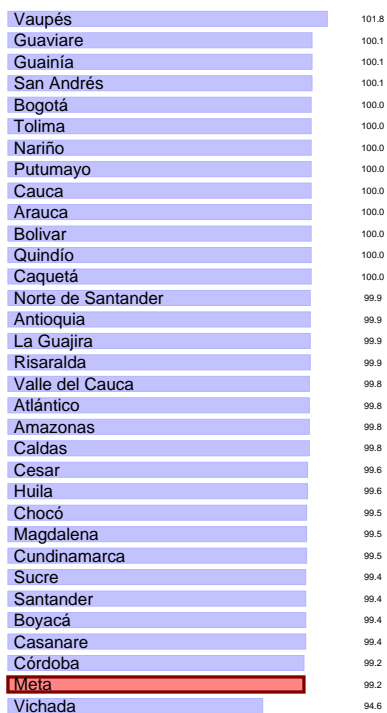 Vaupés 101.8
Guaviare 100.1
Guainía 100.1
San Andrés 100.1
Bogotá 100.0
Tolima 100.0
Nariño 100.0
Putumayo 100.0
Cauca 100.0
Arauca 100.0
Bolivar 100.0
Quindío 100.0
Caquetá 100.0
Norte de Santander 99.9
Antioquia 99.9
La Guajira 99.9
Risaralda 99.9
Valle del Cauca 99.8
Atlántico 99.8
Amazonas 99.8
Caldas 99.8
Cesar 99.6
Huila 99.6
Chocó 99.5
Magdalena 99.5
Cundinamarca 99.5
Sucre 99.4
Santander 99.4
Boyacá 99.4
Casanare 99.4
Córdoba 99.2
Meta 99.2
Vichada 94.6